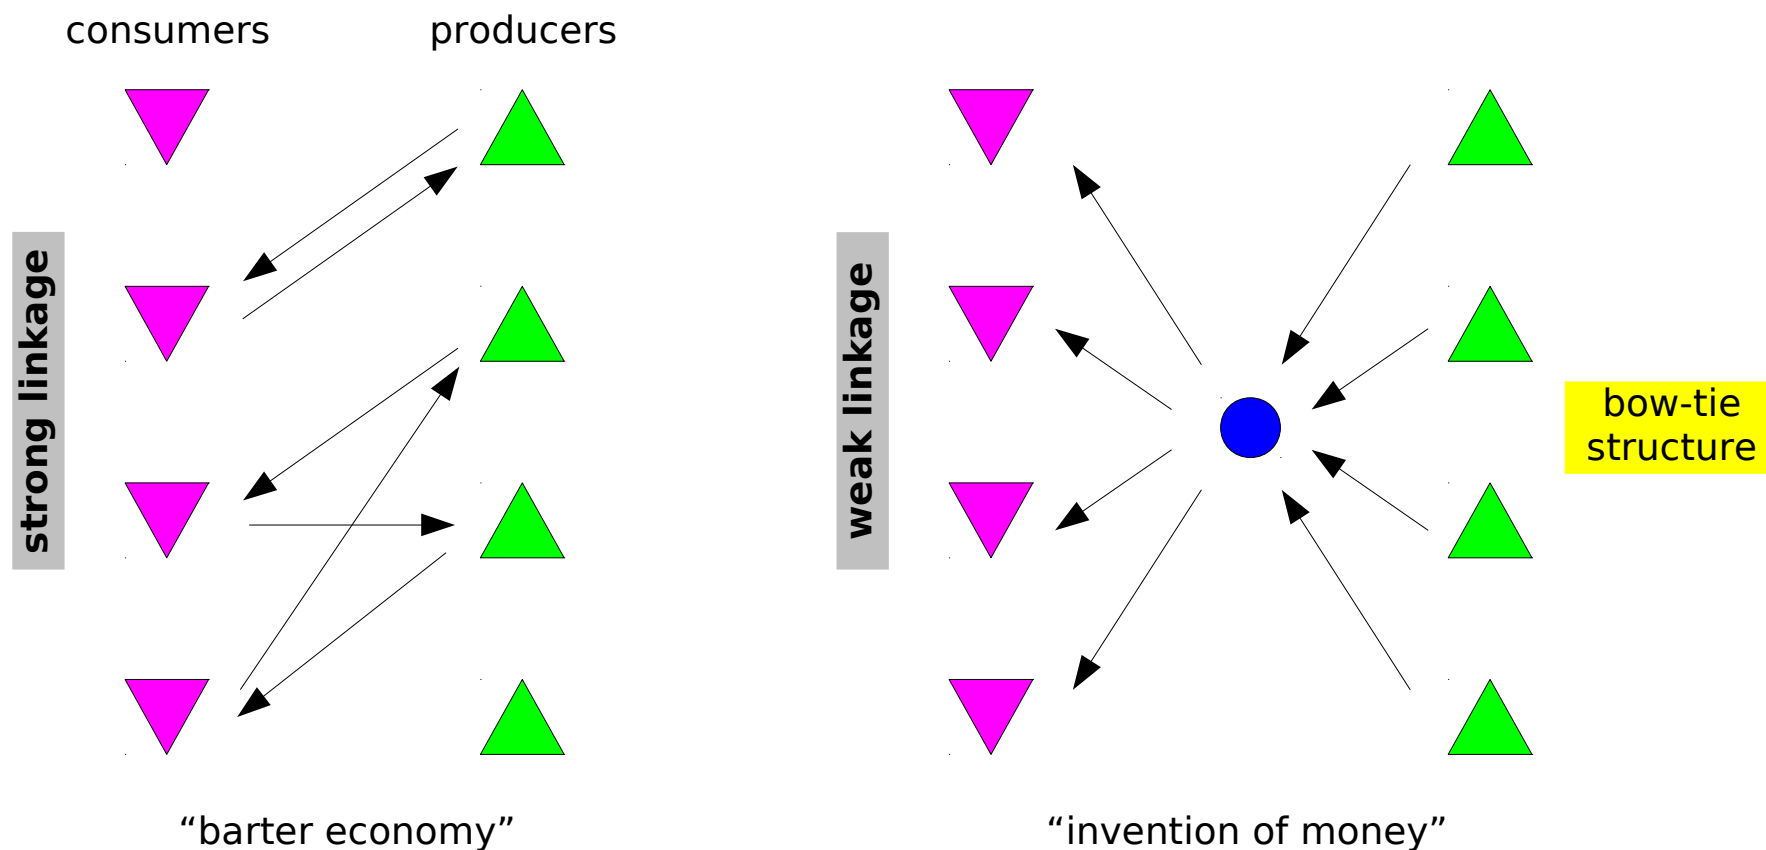 consumers
producers
strong linkage
weak linkage
bow-tie
structure
“barter economy”
“invention of money”